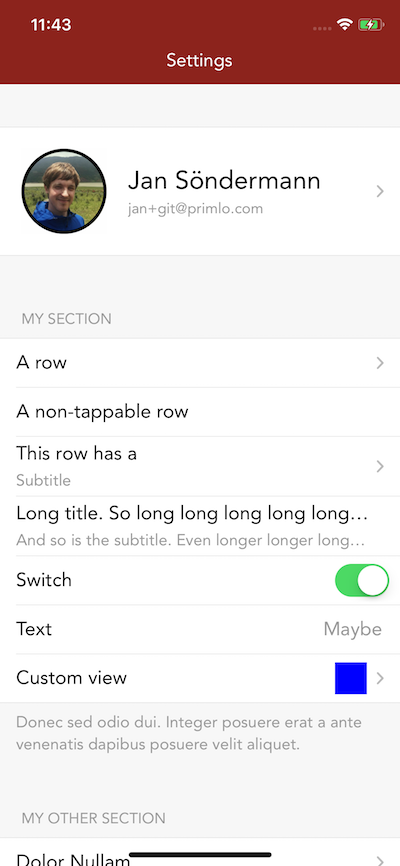 11:43
Settings
Jan Söndermann
jan+git@primlo.com
MY SECTION
A row
A non-tappable row
This row has a
Subtitle
Long title. So long long long long long…
And so is the subtitle. Even longer longer long…
Switch
Text Maybe
Custom view
Donec sed odio dui. Integer posuere erat a ante
venenatis dapibus posuere velit aliquet.
MY OTHER SECTION
Dolor Nullam